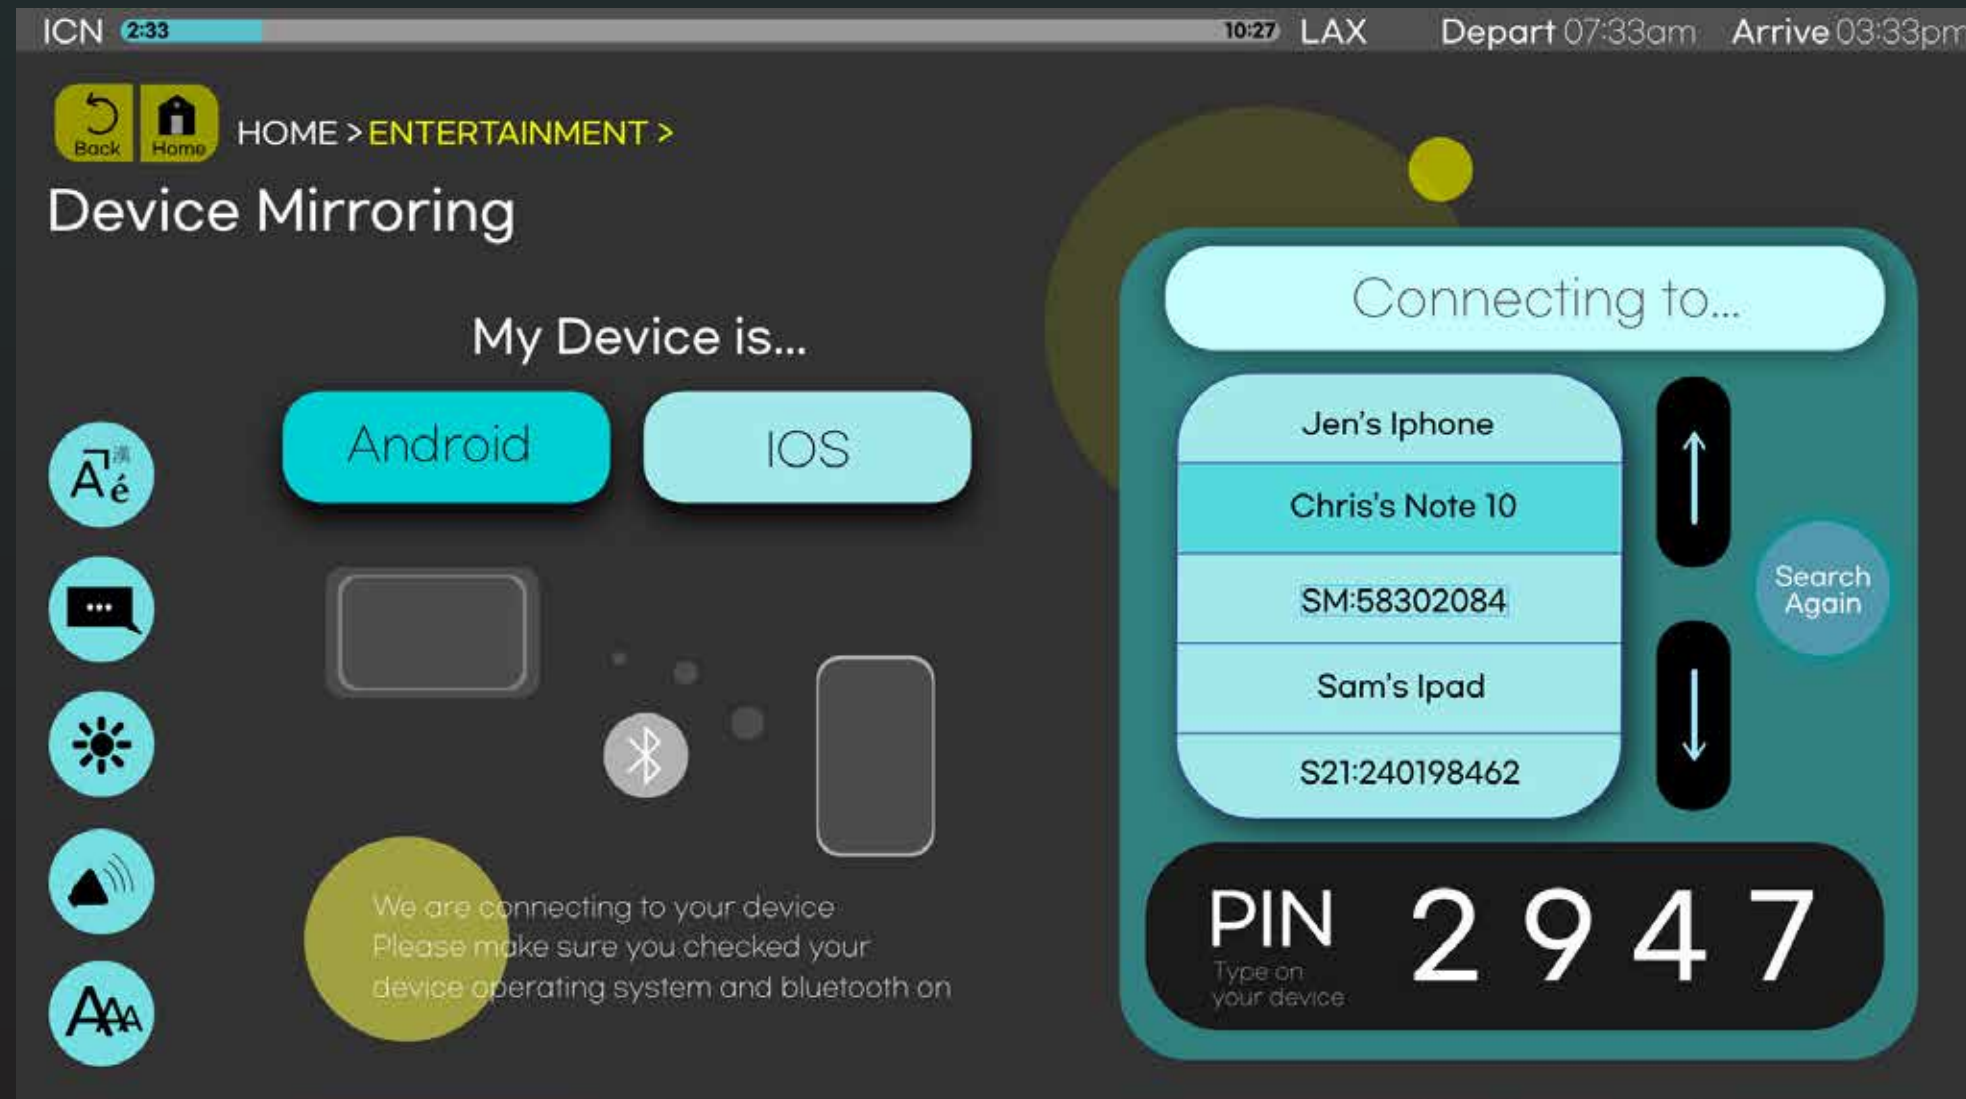 ICN 2:33 10:27 LAX Depart 07:33am Arrive 03:33pm
Back Home HOME > ENTERTAINMENT >
Device Mirroring
My Device is...
Android IOS
A 漢 é
AAA
We are connecting to your device
Please make sure you checked your
device operating system and bluetooth on
Connecting to...
Jen's Iphone
Chris's Note 10
SM:58302084
Sam's Ipad
S21:240198462
Search
Again
PIN 2 9 4 7
Type on
your device